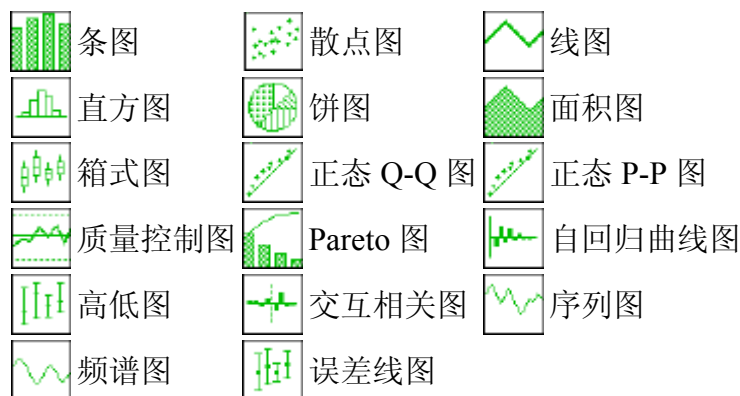 条图 散点图 线图
直方图 饼图 面积图
箱式图 正态 Q-Q 图 正态 P-P 图
质量控制图 Pareto 图 自回归曲线图
高低图 交互相关图 序列图
频谱图 误差线图